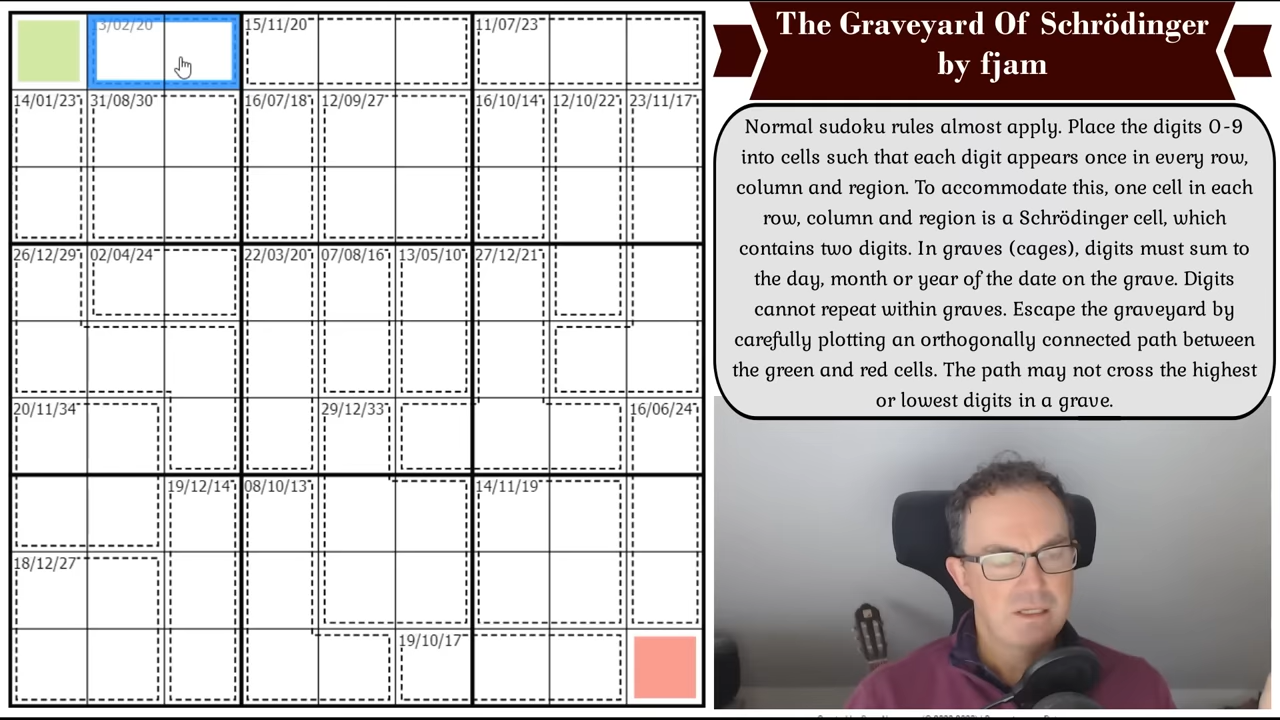 The Graveyard Of Schrödinger
by fjam
3/02/20 15/11/20 11/07/23
14/01/23 31/08/30 16/07/18 12/09/27 16/10/14 12/10/22 23/11/17
26/12/29 02/04/24 22/03/20 07/08/16 13/05/10 27/12/21
20/11/34 29/12/33 16/06/24
19/12/14 08/10/13 14/11/19
18/12/27
19/10/17
Normal sudoku rules almost apply. Place the digits 0-9
into cells such that each digit appears once in every row,
column and region. To accommodate this, one cell in each
row, column and region is a Schrödinger cell, which
contains two digits. In graves (cages), digits must sum to
the day, month or year of the date on the grave. Digits
cannot repeat within graves. Escape the graveyard by
carefully plotting an orthogonally connected path between
the green and red cells. The path may not cross the highest
or lowest digits in a grave.